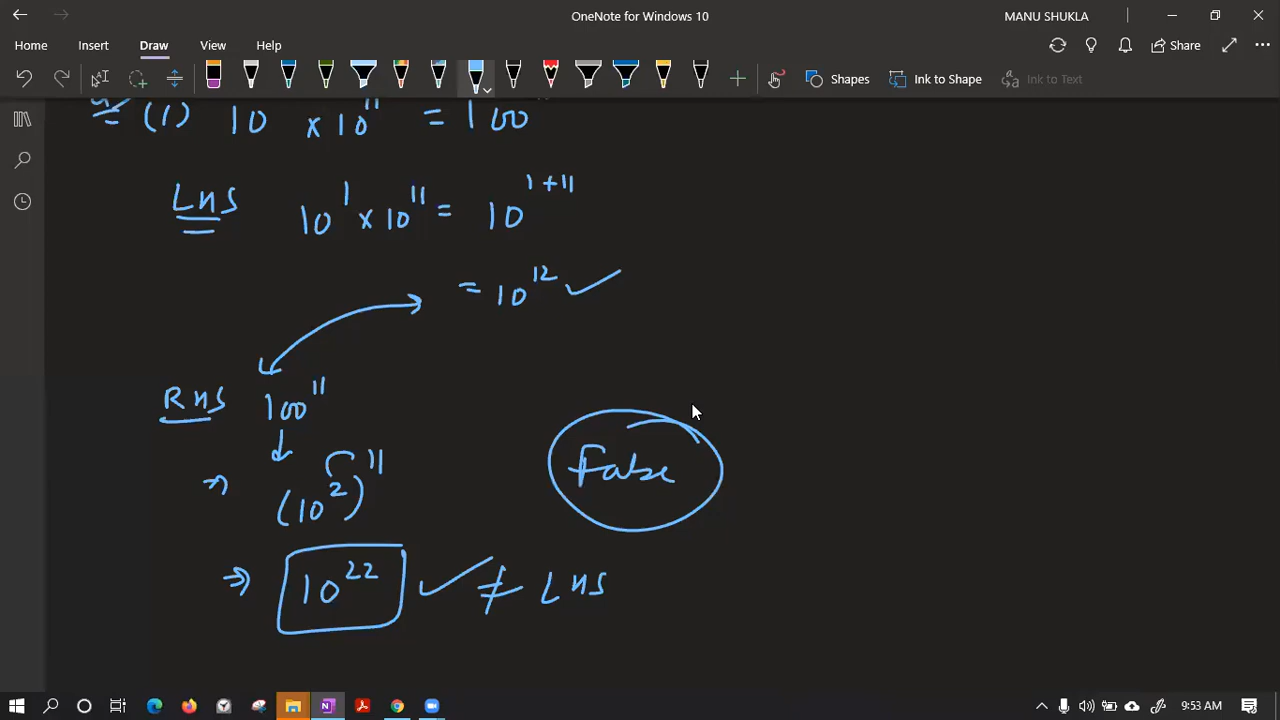 OneNote for Windows 10
MANU SHUKLA
Home Insert Draw View Help
Share
Shapes
Ink to Shape
Ink to Text
(1) 10 × 10¹¹ = 100
LHS 10¹ × 10¹¹ = 10¹⁺¹¹
= 10¹² ✓
RHS 100¹¹
⇒ (10²)¹¹
False
⇒ 10²² ✓ ≠ LHS
9:53 AM